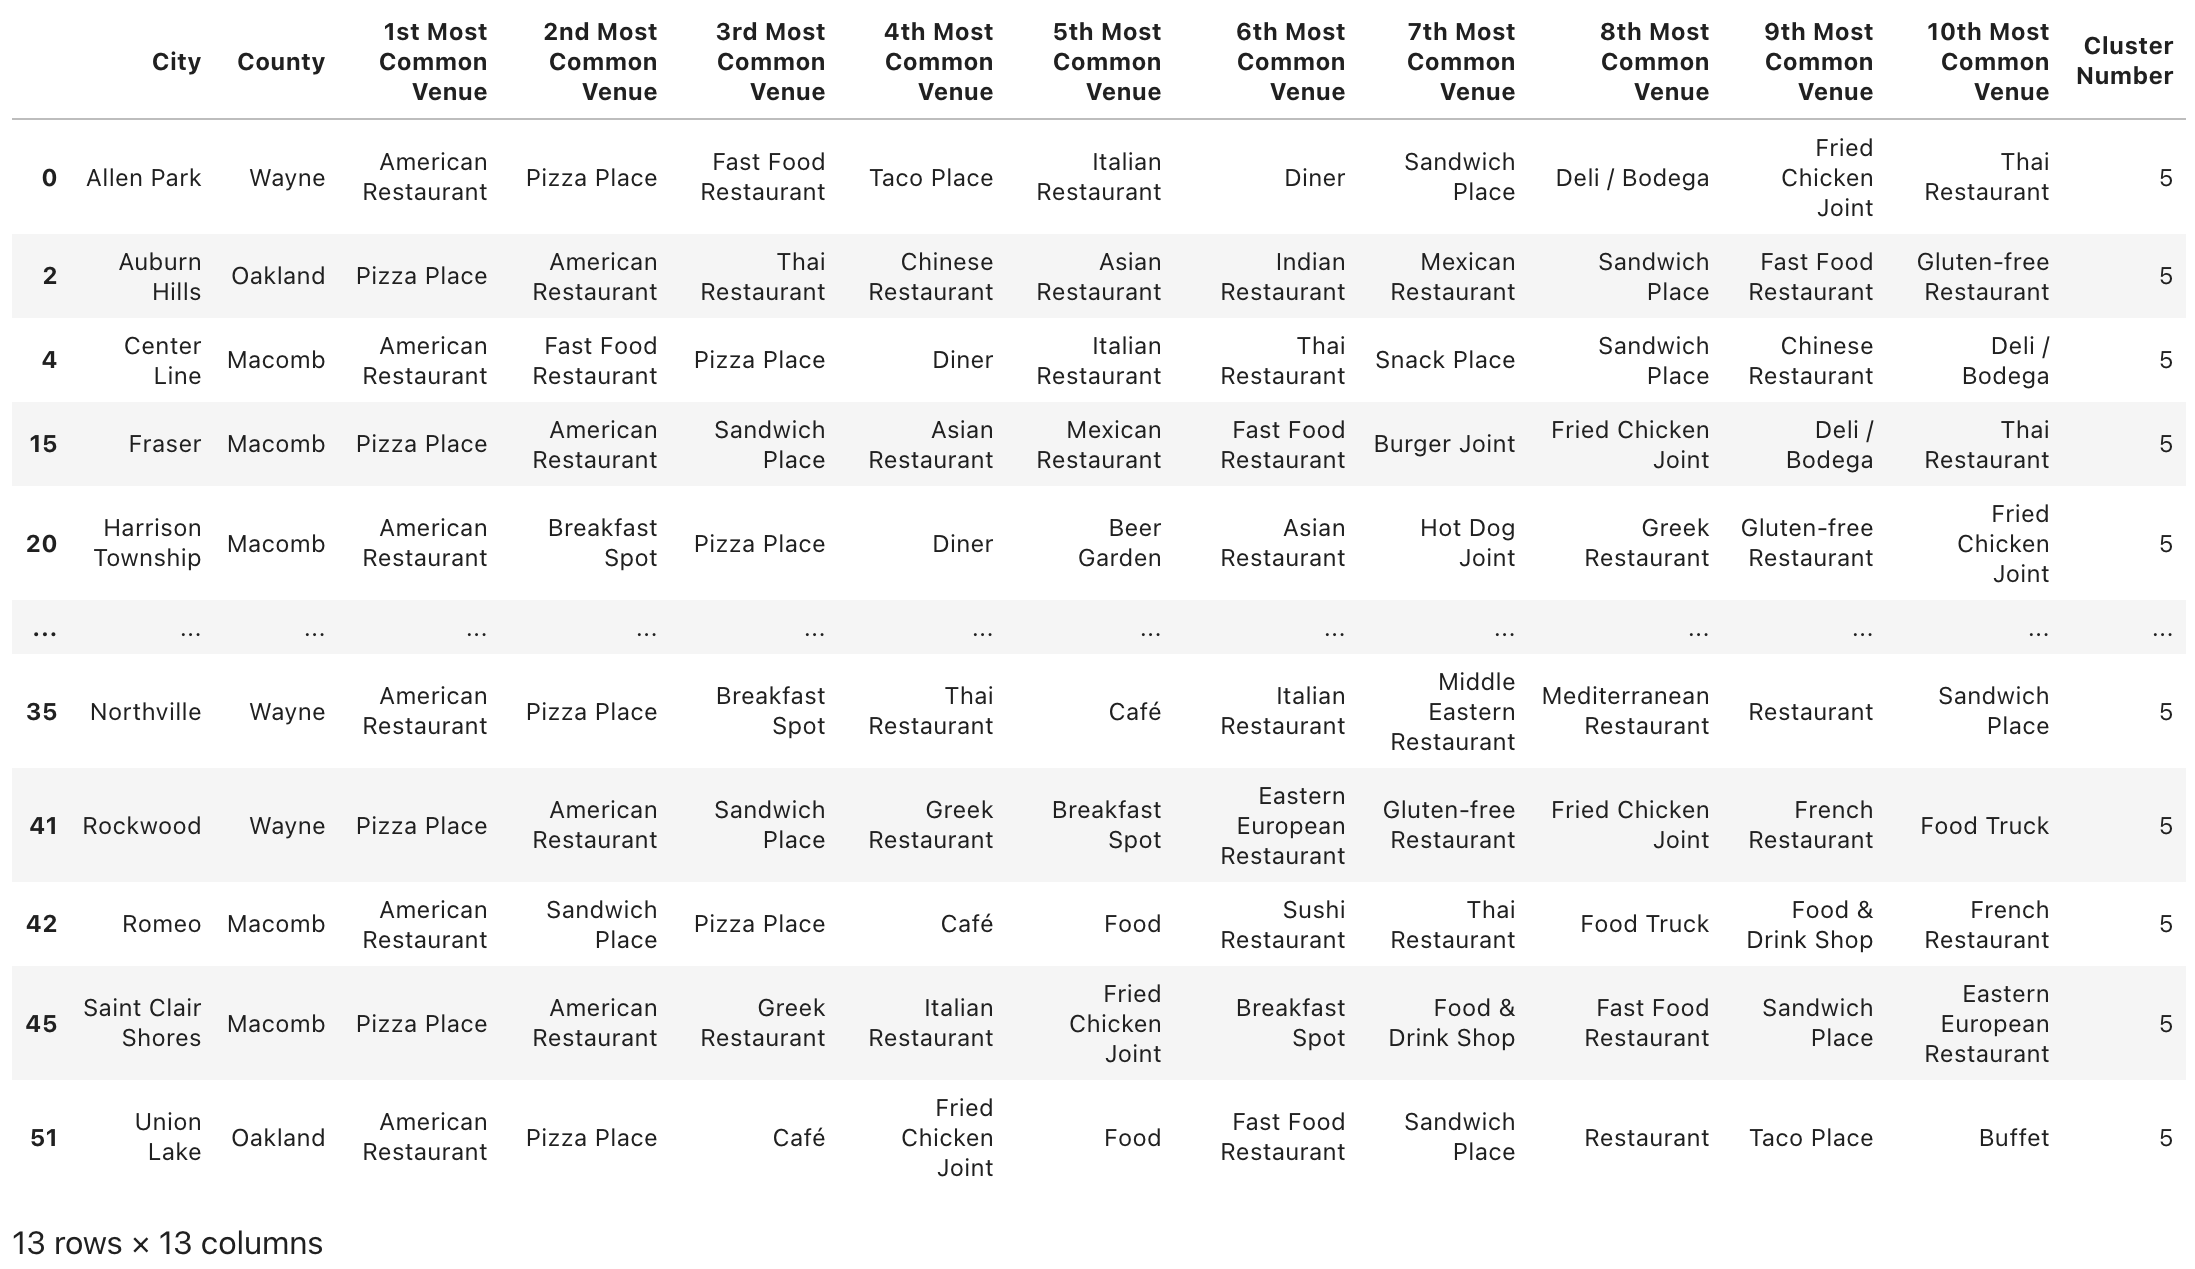 City County 1st Most Common Venue 2nd Most Common Venue 3rd Most Common Venue 4th Most Common Venue 5th Most Common Venue 6th Most Common Venue 7th Most Common Venue 8th Most Common Venue 9th Most Common Venue 10th Most Common Venue Cluster Number
0 Allen Park Wayne American Restaurant Pizza Place Fast Food Restaurant Taco Place Italian Restaurant Diner Sandwich Place Deli / Bodega Fried Chicken Joint Thai Restaurant 5
2 Auburn Hills Oakland Pizza Place American Restaurant Thai Restaurant Chinese Restaurant Asian Restaurant Indian Restaurant Mexican Restaurant Sandwich Place Fast Food Restaurant Gluten-free Restaurant 5
4 Center Line Macomb American Restaurant Fast Food Restaurant Pizza Place Diner Italian Restaurant Thai Restaurant Snack Place Sandwich Place Chinese Restaurant Deli / Bodega 5
15 Fraser Macomb Pizza Place American Restaurant Sandwich Place Asian Restaurant Mexican Restaurant Fast Food Restaurant Burger Joint Fried Chicken Joint Deli / Bodega Thai Restaurant 5
20 Harrison Township Macomb American Restaurant Breakfast Spot Pizza Place Diner Beer Garden Asian Restaurant Hot Dog Joint Greek Restaurant Gluten-free Restaurant Fried Chicken Joint 5
... ... ... ... ... ... ... ... ... ... ... ... ... ...
35 Northville Wayne American Restaurant Pizza Place Breakfast Spot Thai Restaurant Café Italian Restaurant Middle Eastern Restaurant Mediterranean Restaurant Restaurant Sandwich Place 5
41 Rockwood Wayne Pizza Place American Restaurant Sandwich Place Greek Restaurant Breakfast Spot Eastern European Restaurant Gluten-free Restaurant Fried Chicken Joint French Restaurant Food Truck 5
42 Romeo Macomb American Restaurant Sandwich Place Pizza Place Café Food Sushi Restaurant Thai Restaurant Food Truck Food & Drink Shop French Restaurant 5
45 Saint Clair Shores Macomb Pizza Place American Restaurant Greek Restaurant Italian Restaurant Fried Chicken Joint Breakfast Spot Food & Drink Shop Fast Food Restaurant Sandwich Place Eastern European Restaurant 5
51 Union Lake Oakland American Restaurant Pizza Place Café Fried Chicken Joint Food Fast Food Restaurant Sandwich Place Restaurant Taco Place Buffet 5
13 rows × 13 columns